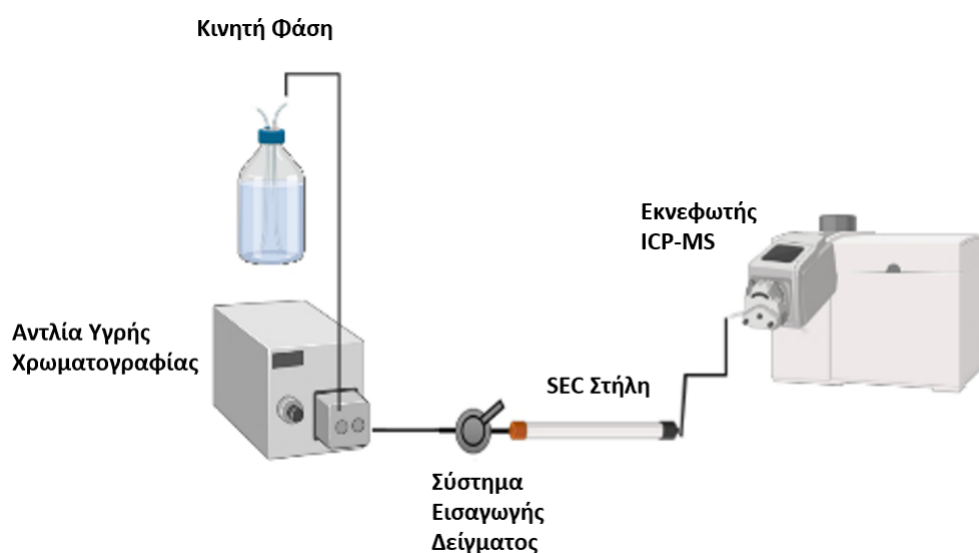 Κινητή Φάση
Εκνεφωτής
ICP-MS
Αντλία Υγρής
Χρωματογραφίας
SEC Στήλη
Σύστημα
Εισαγωγής
Δείγματος